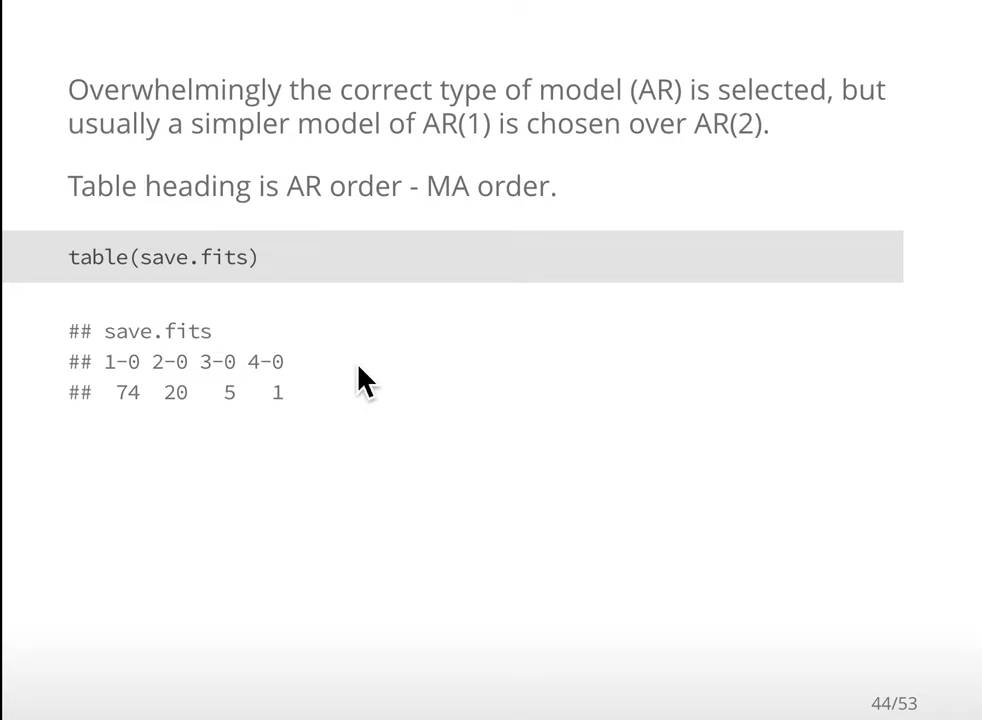 Overwhelmingly the correct type of model (AR) is selected, but
usually a simpler model of AR(1) is chosen over AR(2).
Table heading is AR order - MA order.
table(save.fits)
## save.fits
## 1-0 2-0 3-0 4-0
##  74  20   5   1
44/53